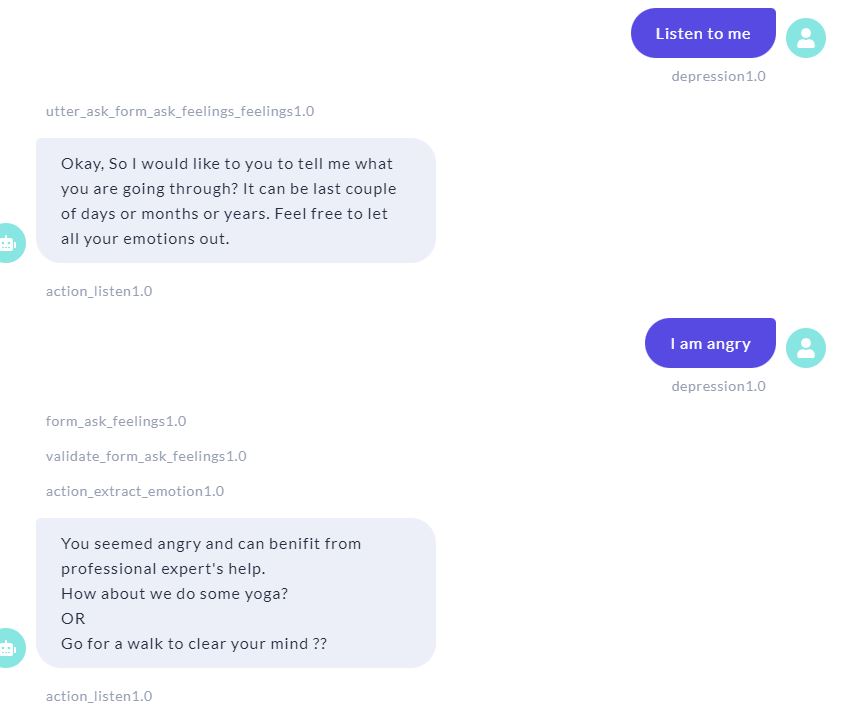 Listen to me
depression1.0
utter_ask_form_ask_feelings_feelings1.0
Okay, So I would like to you to tell me what
you are going through? It can be last couple
of days or months or years. Feel free to let
all your emotions out.
action_listen1.0
I am angry
depression1.0
form_ask_feelings1.0
validate_form_ask_feelings1.0
action_extract_emotion1.0
You seemed angry and can benifit from
professional expert's help.
How about we do some yoga?
OR
Go for a walk to clear your mind ??
action_listen1.0